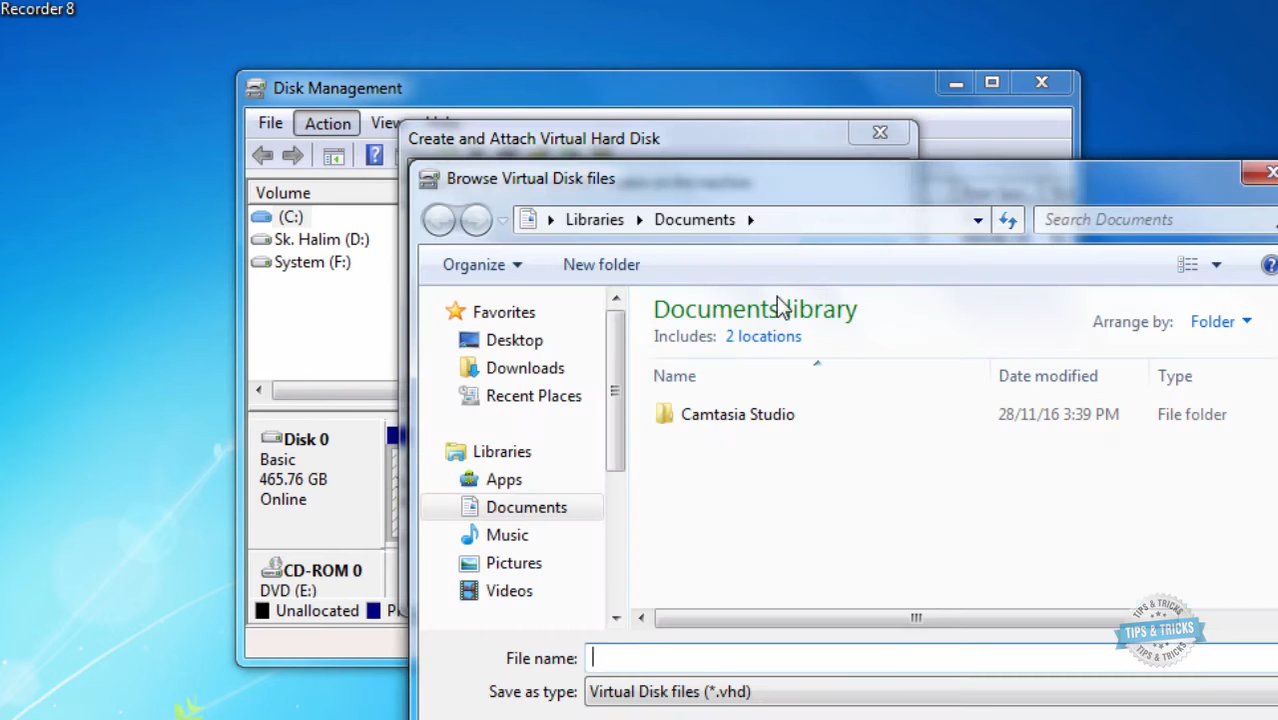 Recorder 8
Disk Management
File Action View
Create and Attach Virtual Hard Disk
Browse Virtual Disk files
Libraries Documents
Search Documents
Organize New folder
Volume
(C:)
Sk. Halim (D:)
System (F:)
Disk 0
Basic
465.76 GB
Online
CD-ROM 0
DVD (E:)
Unallocated
Favorites
Desktop
Downloads
Recent Places
Libraries
Apps
Documents
Music
Pictures
Videos
Documents library
Includes: 2 locations
Arrange by: Folder
Name Date modified Type
Camtasia Studio 28/11/16 3:39 PM File folder
File name:
Save as type: Virtual Disk files (*.vhd)
TIPS & TRICKS
TIPS & TRICKS
TIPS & TRICKS